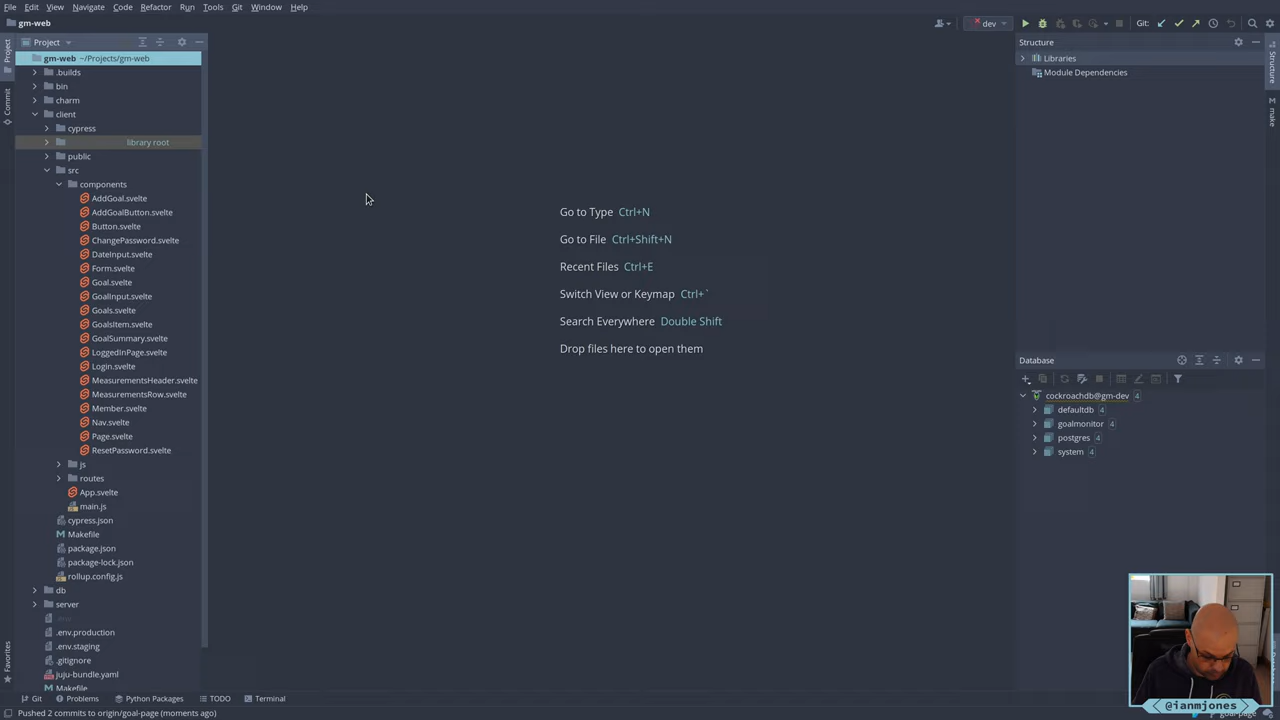 File Edit View Navigate Code Refactor Run Tools Git Window Help
gm-web
dev
Git:
Project
Structure
gm-web ~/Projects/gm-web
.builds
bin
charm
client
cypress
library root
public
src
components
AddGoal.svelte
AddGoalButton.svelte
Button.svelte
ChangePassword.svelte
DateInput.svelte
Form.svelte
Goal.svelte
GoalInput.svelte
Goals.svelte
GoalsItem.svelte
GoalSummary.svelte
LoggedInPage.svelte
Login.svelte
MeasurementsHeader.svelte
MeasurementsRow.svelte
Member.svelte
Nav.svelte
Page.svelte
ResetPassword.svelte
js
routes
App.svelte
main.js
cypress.json
Makefile
package.json
package-lock.json
rollup.config.js
db
server
.env
.env.production
.env.staging
.gitignore
juju-bundle.yaml
Makefile
Project
Commit
Favorites
Go to Type Ctrl+N
Go to File Ctrl+Shift+N
Recent Files Ctrl+E
Switch View or Keymap Ctrl+`
Search Everywhere Double Shift
Drop files here to open them
Libraries
Module Dependencies
Database
cockroachdb@gm-dev 4
defaultdb 4
goalmonitor 4
postgres 4
system 4
Structure
make
@ianmjones
Git Problems Python Packages TODO Terminal
Pushed 2 commits to origin/goal-page (moments ago)